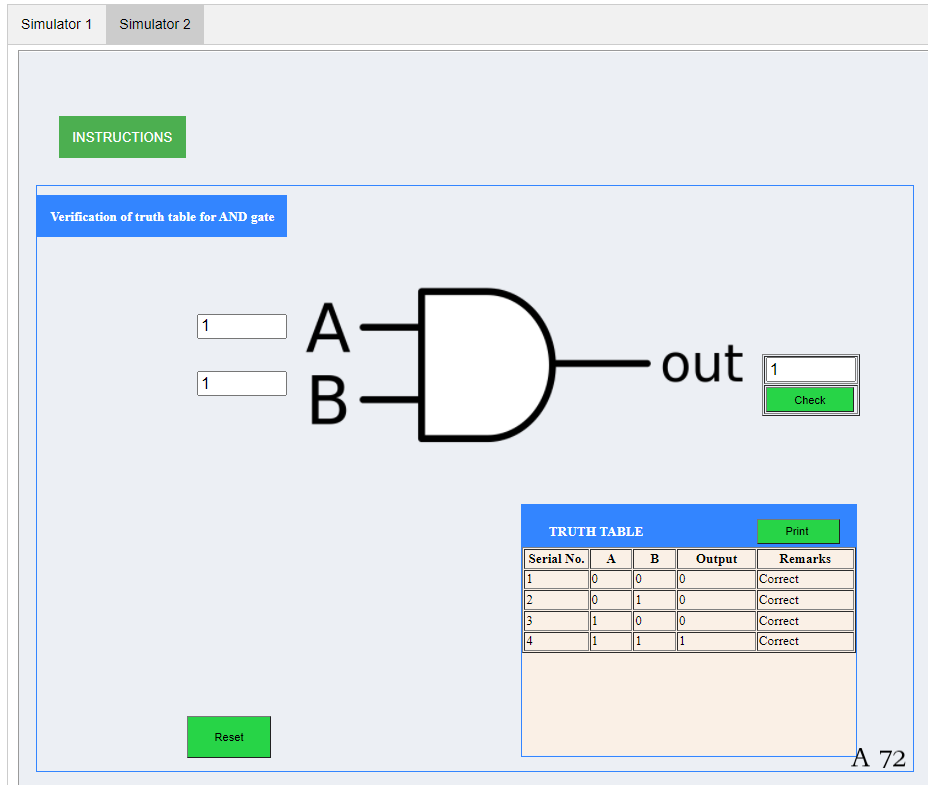 Simulator 1 Simulator 2
INSTRUCTIONS
Verification of truth table for AND gate
1 A
1 B
out 1
Check
TRUTH TABLE Print
Serial No. A B Output Remarks
1 0 0 0 Correct
2 0 1 0 Correct
3 1 0 0 Correct
4 1 1 1 Correct
Reset
A 72